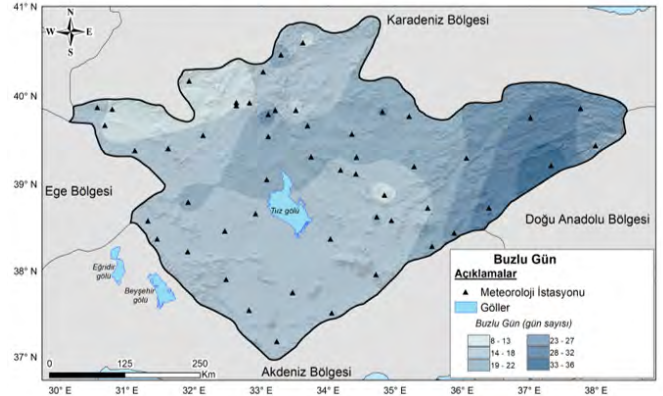 41° N
40° N
39° N
38° N
37° N
N
W E
S
Karadeniz Bölgesi
Ege Bölgesi
Tuz gölü
Doğu Anadolu Bölgesi
Eğridir
gölü
Beyşehir
gölü
Akdeniz Bölgesi
Buzlu Gün
Açıklamalar
Meteoroloji İstasyonu
Göller
Buzlu Gün (gün sayısı)
8 - 13 23 - 27
14 - 18 28 - 32
19 - 22 33 - 36
0 125 250
Km
30° E 31° E 32° E 33° E 34° E 35° E 36° E 37° E 38° E